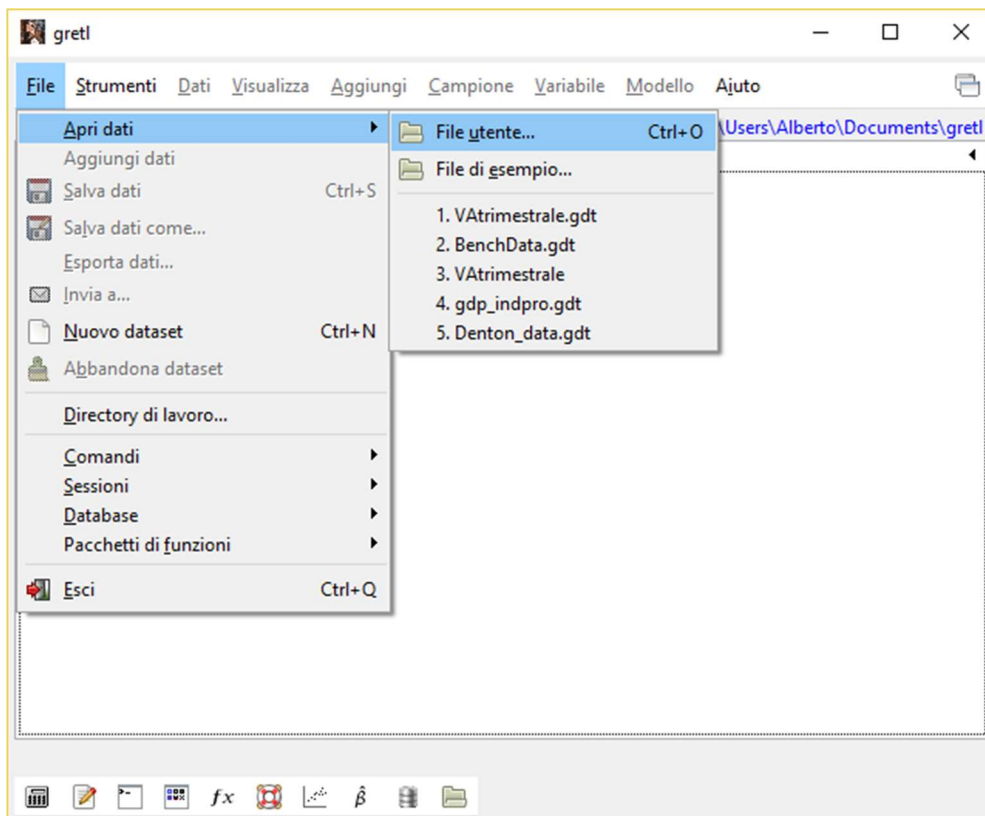 gretl
File Strumenti Dati Visualizza Aggiungi Campione Variabile Modello Aiuto
\Users\Alberto\Documents\gretl
Apri dati
Aggiungi dati
Salva dati Ctrl+S
Salva dati come...
Esporta dati...
Invia a...
Nuovo dataset Ctrl+N
Abbandona dataset
Directory di lavoro...
Comandi
Sessioni
Database
Pacchetti di funzioni
Esci Ctrl+Q
File utente... Ctrl+O
File di esempio...
1. VAtrimestrale.gdt
2. BenchData.gdt
3. VAtrimestrale
4. gdp_indpro.gdt
5. Denton_data.gdt
fx β̂